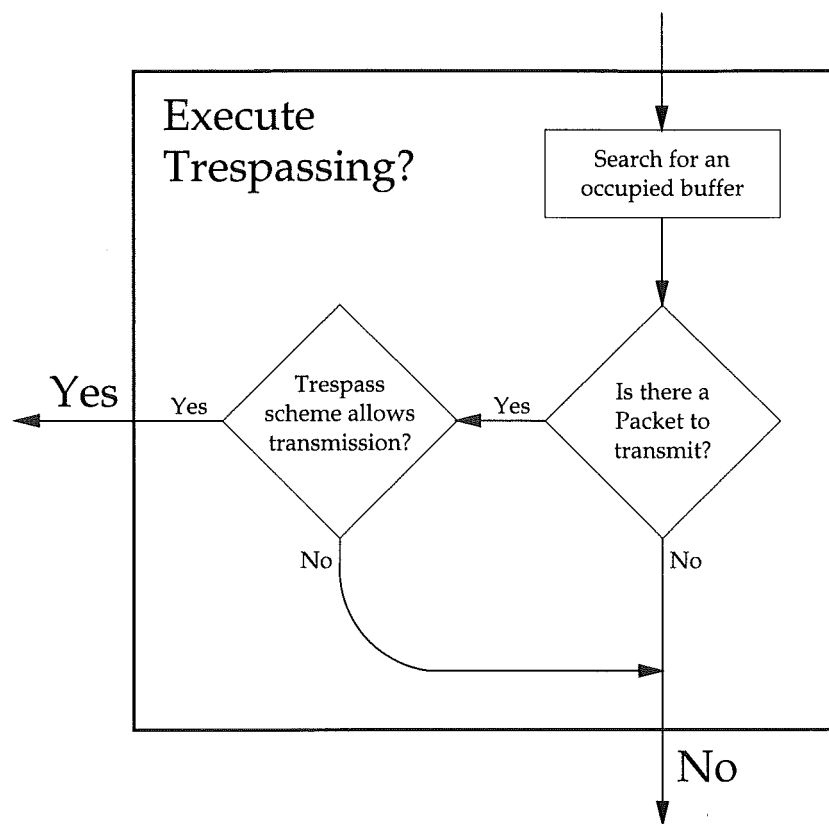 Execute
Trespassing?
Search for an
occupied buffer
Trespass
scheme allows
transmission?
Is there a
Packet to
transmit?
Yes
Yes
Yes
No
No
No